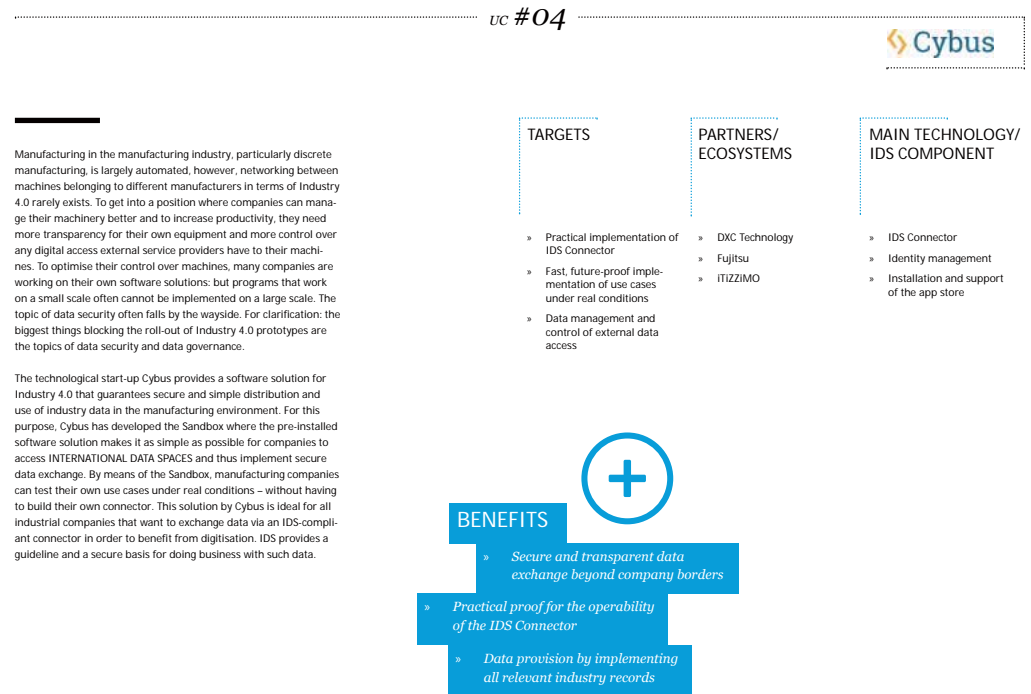 UC #04
Cybus
Manufacturing in the manufacturing industry, particularly discrete
manufacturing, is largely automated, however, networking between
machines belonging to different manufacturers in terms of Industry
4.0 rarely exists. To get into a position where companies can mana-
ge their machinery better and to increase productivity, they need
more transparency for their own equipment and more control over
any digital access external service providers have to their machi-
nes. To optimise their control over machines, many companies are
working on their own software solutions: but programs that work
on a small scale often cannot be implemented on a large scale. The
topic of data security often falls by the wayside. For clarification: the
biggest things blocking the roll-out of Industry 4.0 prototypes are
the topics of data security and data governance.
The technological start-up Cybus provides a software solution for
Industry 4.0 that guarantees secure and simple distribution and
use of industry data in the manufacturing environment. For this
purpose, Cybus has developed the Sandbox where the pre-installed
software solution makes it as simple as possible for companies to
access INTERNATIONAL DATA SPACES and thus implement secure
data exchange. By means of the Sandbox, manufacturing companies
can test their own use cases under real conditions – without having
to build their own connector. This solution by Cybus is ideal for all
industrial companies that want to exchange data via an IDS-compli-
ant connector in order to benefit from digitisation. IDS provides a
guideline and a secure basis for doing business with such data.
TARGETS
» Practical implementation of
IDS Connector
» Fast, future-proof imple-
mentation of use cases
under real conditions
» Data management and
control of external data
access
PARTNERS/
ECOSYSTEMS
» DXC Technology
» Fujitsu
» iTiZZiMO
MAIN TECHNOLOGY/
IDS COMPONENT
» IDS Connector
» Identity management
» Installation and support
of the app store
BENEFITS
» Secure and transparent data
exchange beyond company borders
» Practical proof for the operability
of the IDS Connector
» Data provision by implementing
all relevant industry records